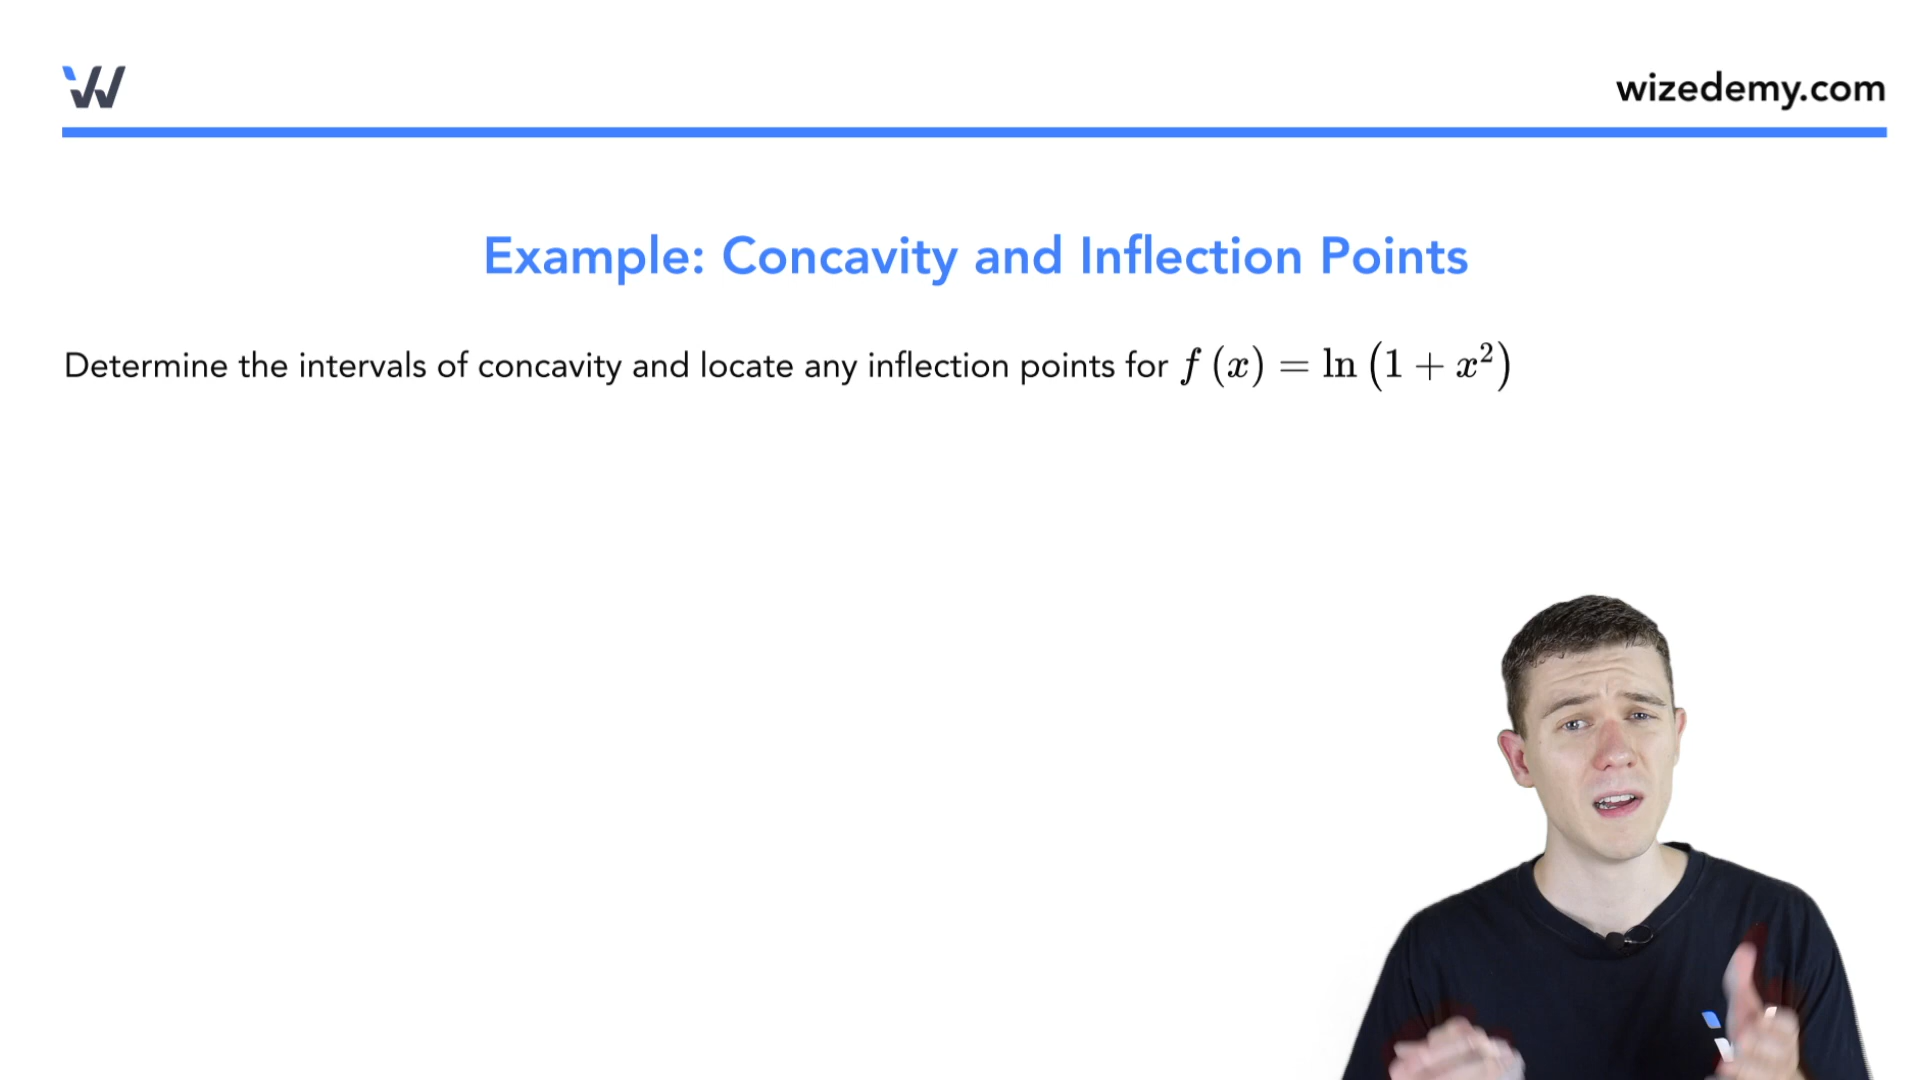 wizedemy.com
Example: Concavity and Inflection Points
Determine the intervals of concavity and locate any inflection points for f (x) = ln (1 + x²)